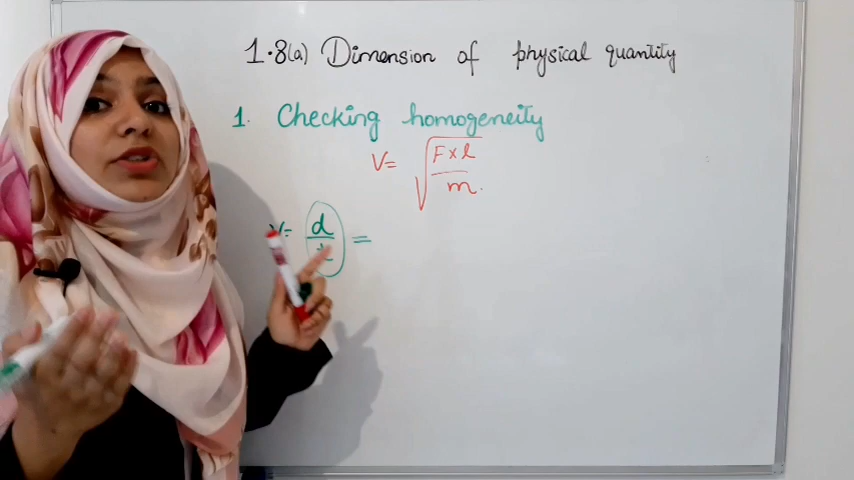 1.8(a) Dimension of physical quantity
1. Checking homogeneity
V= √(F×l/m).
V= d/t =